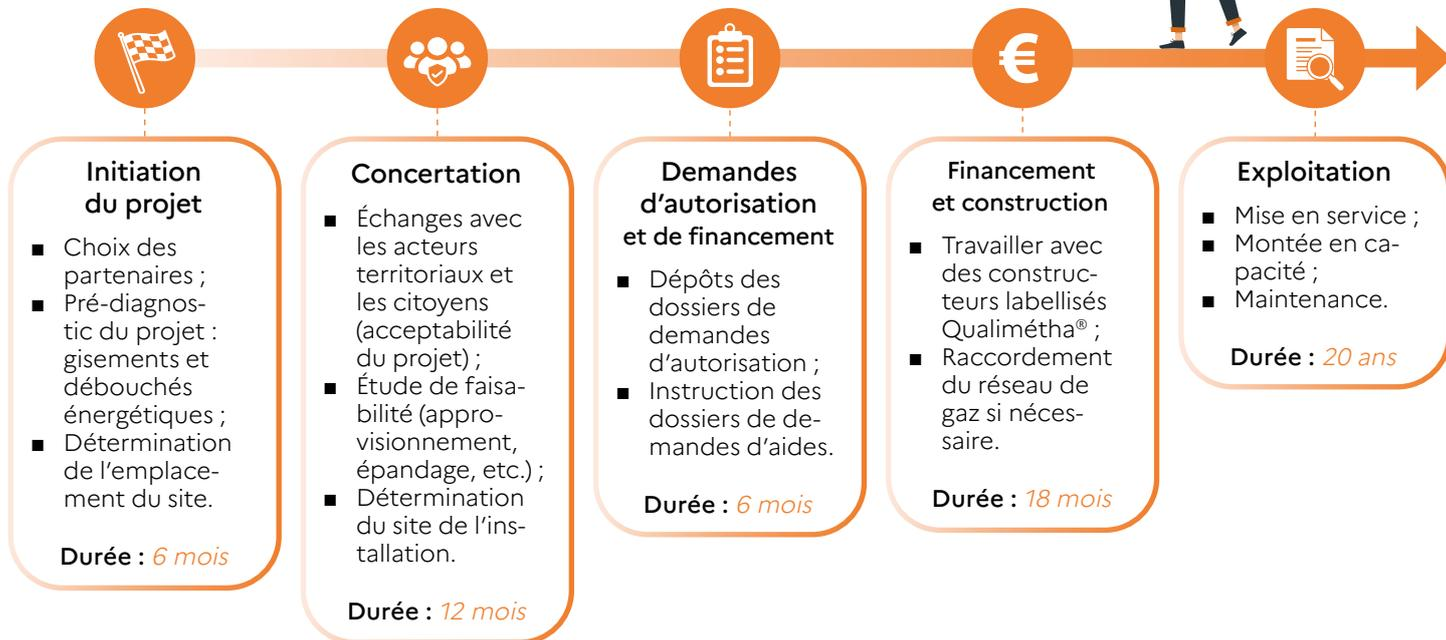 €
Initiation
du projet
■ Choix des
partenaires ;
■ Pré-diagnos-
tic du projet :
gisements et
débouchés
énergétiques ;
■ Détermination
de l’emplace-
ment du site.
Durée : 6 mois
Concertation
■ Échanges avec
les acteurs
territoriaux et
les citoyens
(acceptabilité
du projet) ;
■ Étude de faisa-
bilité (appro-
visionnement,
épandage, etc.) ;
■ Détermination
du site de l’ins-
tallation.
Durée : 12 mois
Demandes
d’autorisation
et de financement
■ Dépôts des
dossiers de
demandes
d’autorisation ;
■ Instruction des
dossiers de de-
mandes d’aides.
Durée : 6 mois
Financement
et construction
■ Travailler avec
des construc-
teurs labellisés
Qualimétha® ;
■ Raccordement
du réseau de
gaz si néces-
saire.
Durée : 18 mois
Exploitation
■ Mise en service ;
■ Montée en ca-
pacité ;
■ Maintenance.
Durée : 20 ans